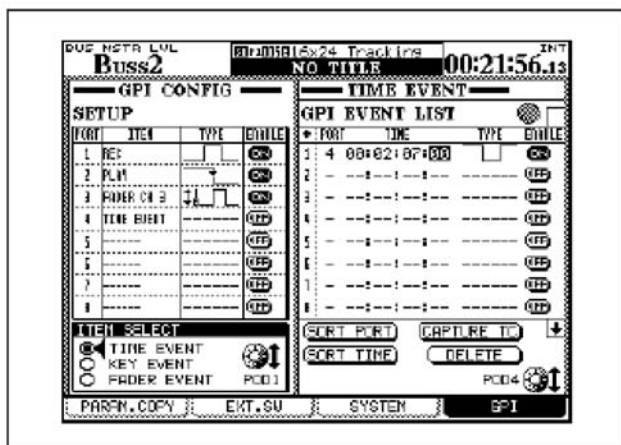 BUS MSTR LVL
Buss2
16x24 Tracking
NO TITLE
INT
00:21:56.13
GPI CONFIG
SETUP
PORT ITEM TYPE ENABLE
1 REC ON
2 PLAY ON
3 FADER CH 3 ON
4 TIME EVENT ------ OFF
5 ------ ------ OFF
6 ------ ------ OFF
7 ------ ------ OFF
8 ------ ------ OFF
ITEM SELECT
TIME EVENT
KEY EVENT
FADER EVENT
POD1
TIME EVENT
GPI EVENT LIST
# PORT TIME TYPE ENABLE
1 4 00:02:07:00 ON
2 - --:--:--:-- ------ OFF
3 - --:--:--:-- ------ OFF
4 - --:--:--:-- ------ OFF
5 - --:--:--:-- ------ OFF
6 - --:--:--:-- ------ OFF
7 - --:--:--:-- ------ OFF
8 - --:--:--:-- ------ OFF
SORT PORT CAPTURE TC
SORT TIME DELETE
POD4
PARAM.COPY EXT.SW SYSTEM GPI